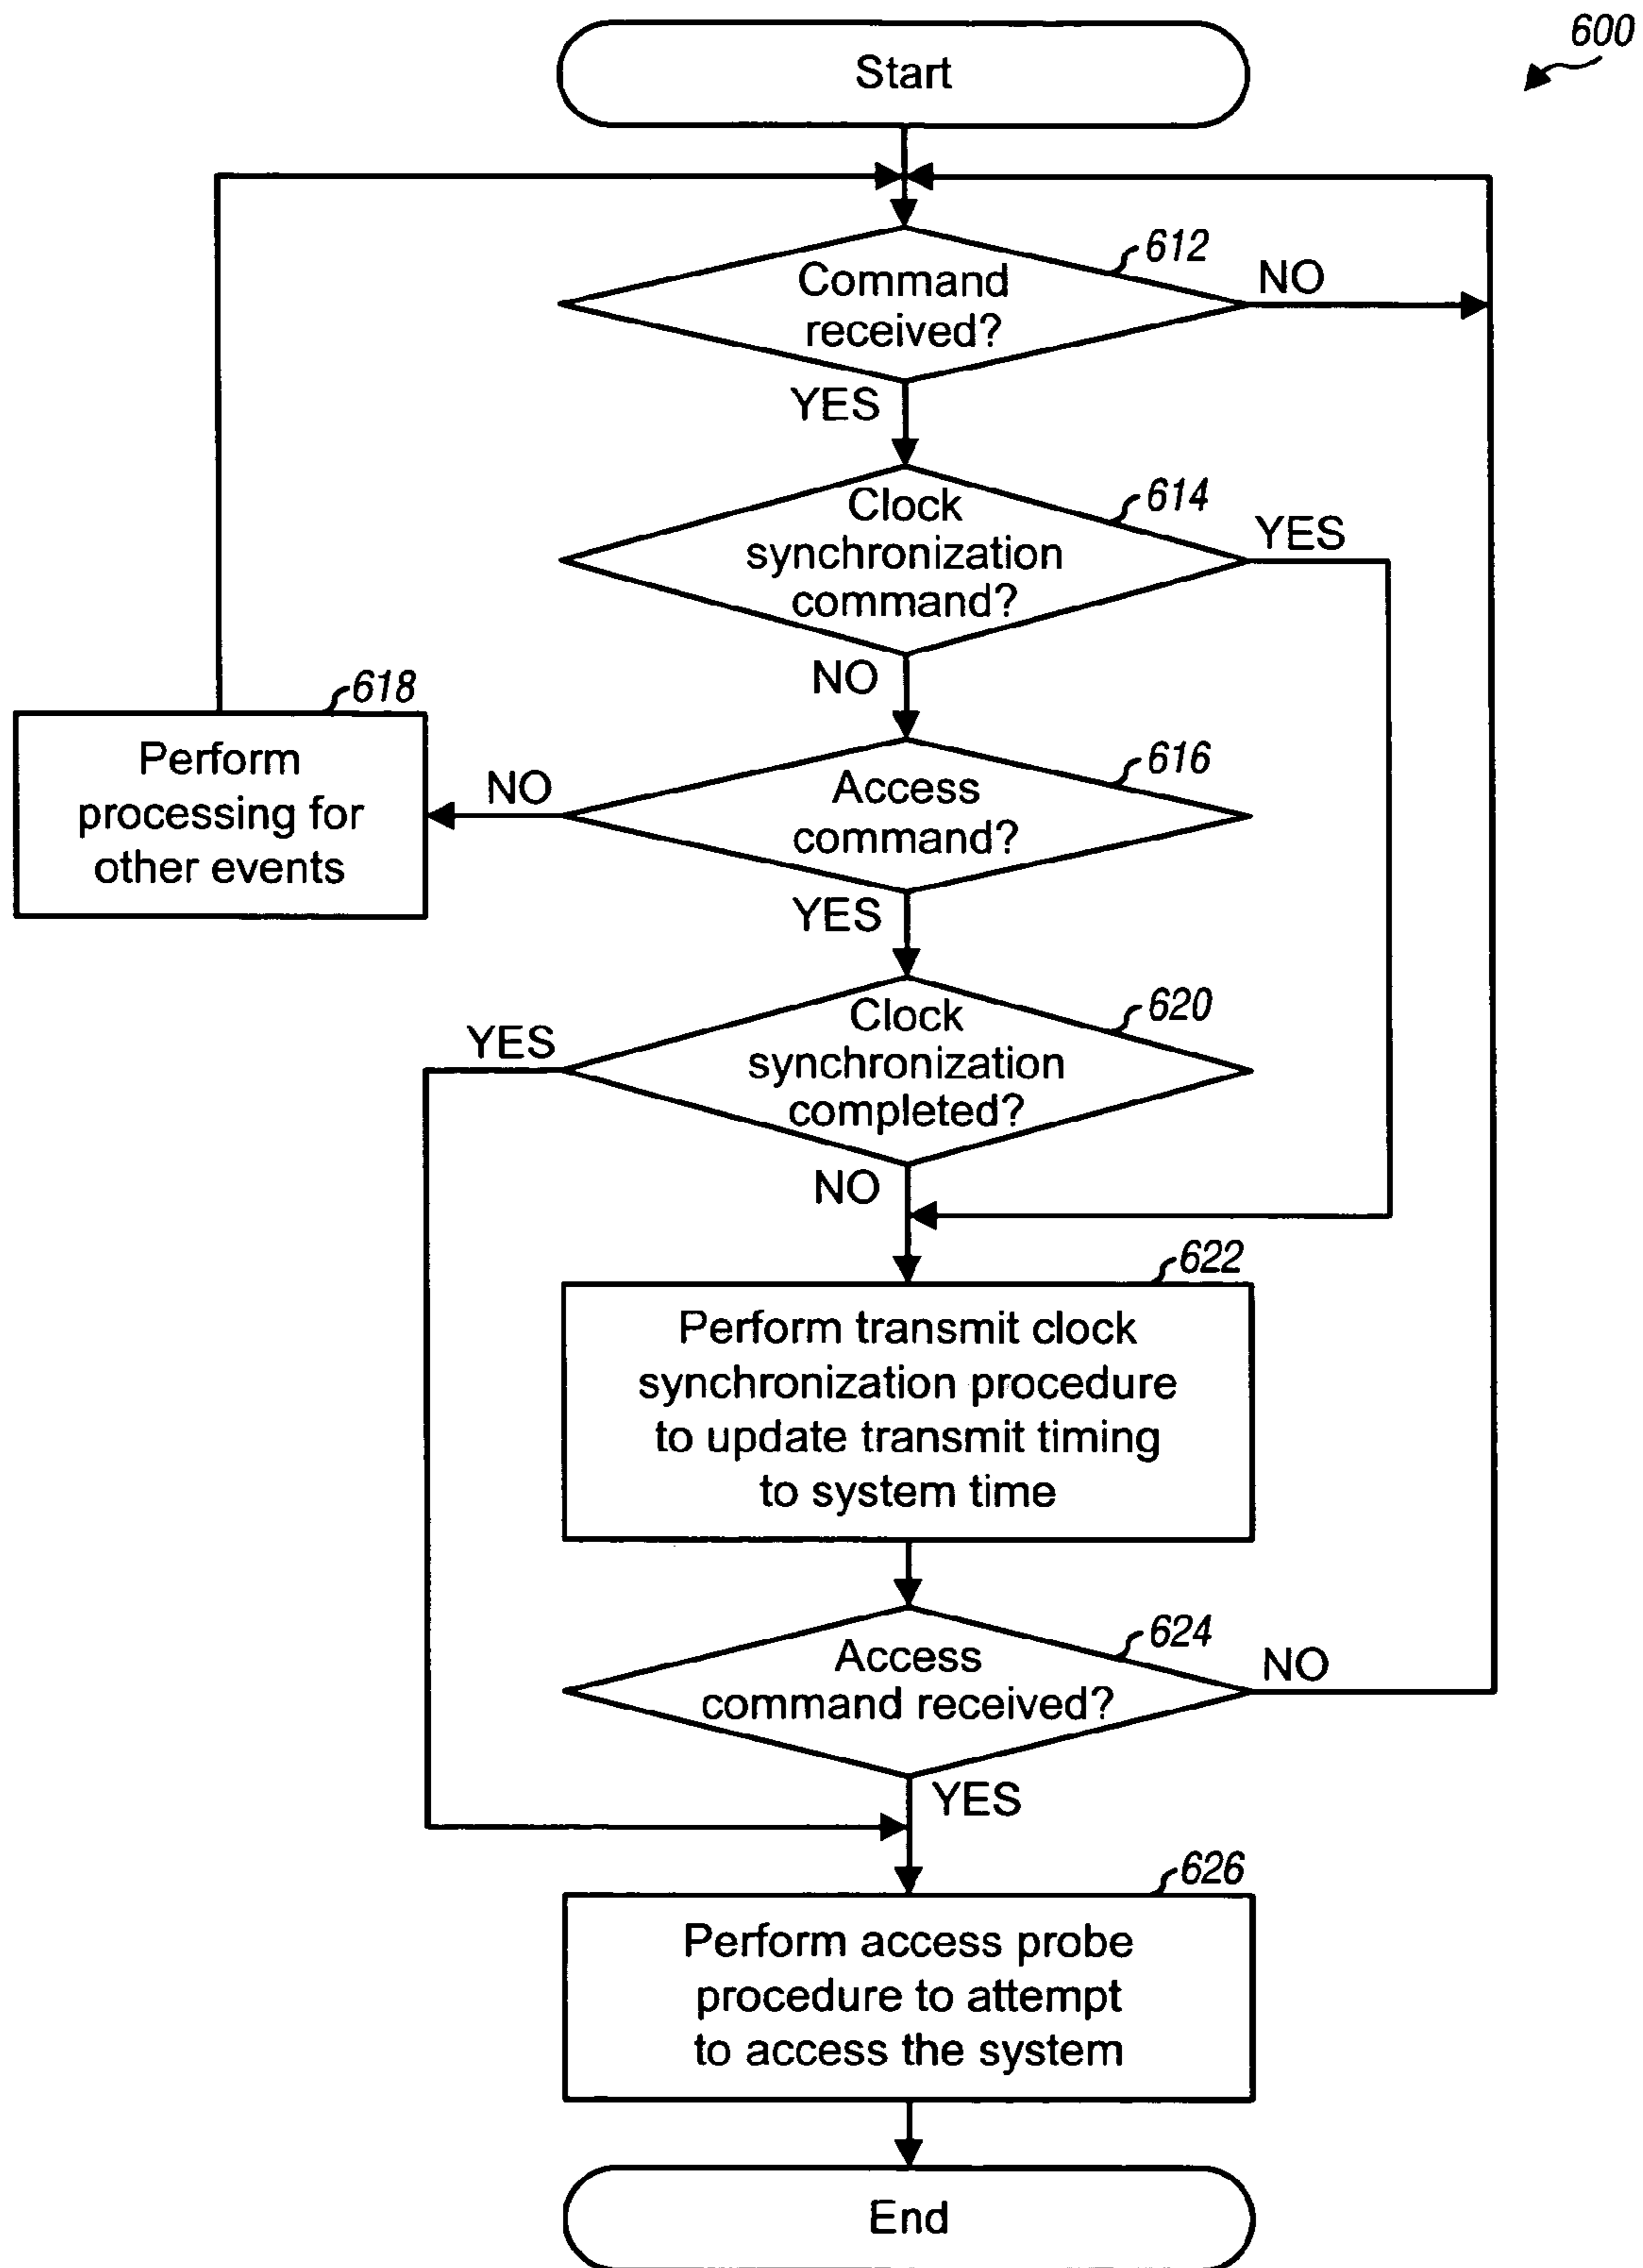 600
Start
612
Command
received?
NO
YES
614
Clock
synchronization
command?
YES
NO
618
Perform
processing for
other events
616
Access
command?
NO
YES
620
Clock
synchronization
completed?
YES
NO
622
Perform transmit clock
synchronization procedure
to update transmit timing
to system time
624
Access
command received?
NO
YES
626
Perform access probe
procedure to attempt
to access the system
End